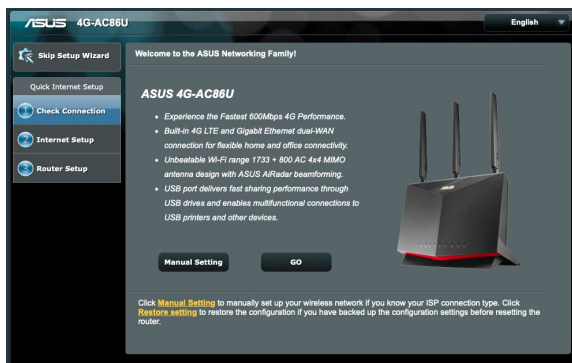 ASUS 4G-AC86U
English
Skip Setup Wizard
Welcome to the ASUS Networking Family!
Quick Internet Setup
1 Check Connection
2 Internet Setup
3 Router Setup
ASUS 4G-AC86U
• Experience the Fastest 600Mbps 4G Performance.
• Built-in 4G LTE and Gigabit Ethernet dual-WAN
connection for flexible home and office connectivity.
• Unbeatable Wi-Fi range 1733 + 800 AC 4x4 MIMO
antenna design with ASUS AiRadar beamforming.
• USB port delivers fast sharing performance through
USB drives and enables multifunctional connections to
USB printers and other devices.
Manual Setting
GO
Click Manual Setting to manually set up your wireless network if you know your ISP connection type. Click
Restore setting to restore the configuration if you have backed up the configuration settings before resetting the
router.